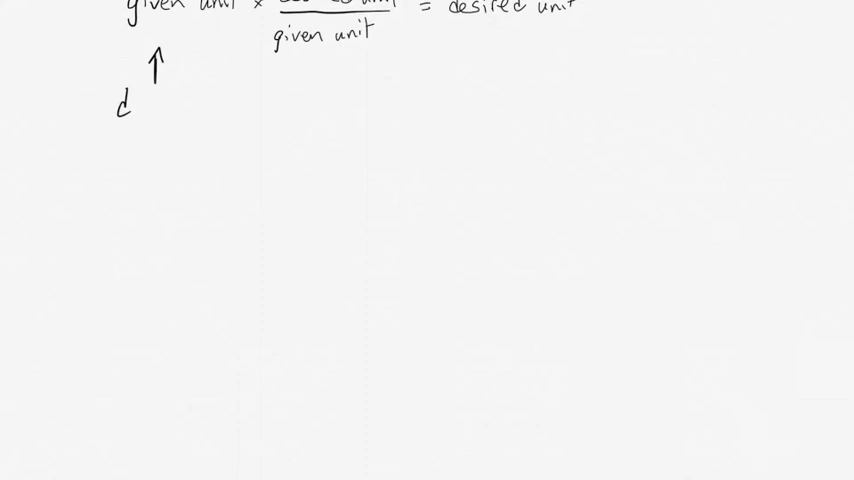 given unit × = desired unit
given unit
↑
d